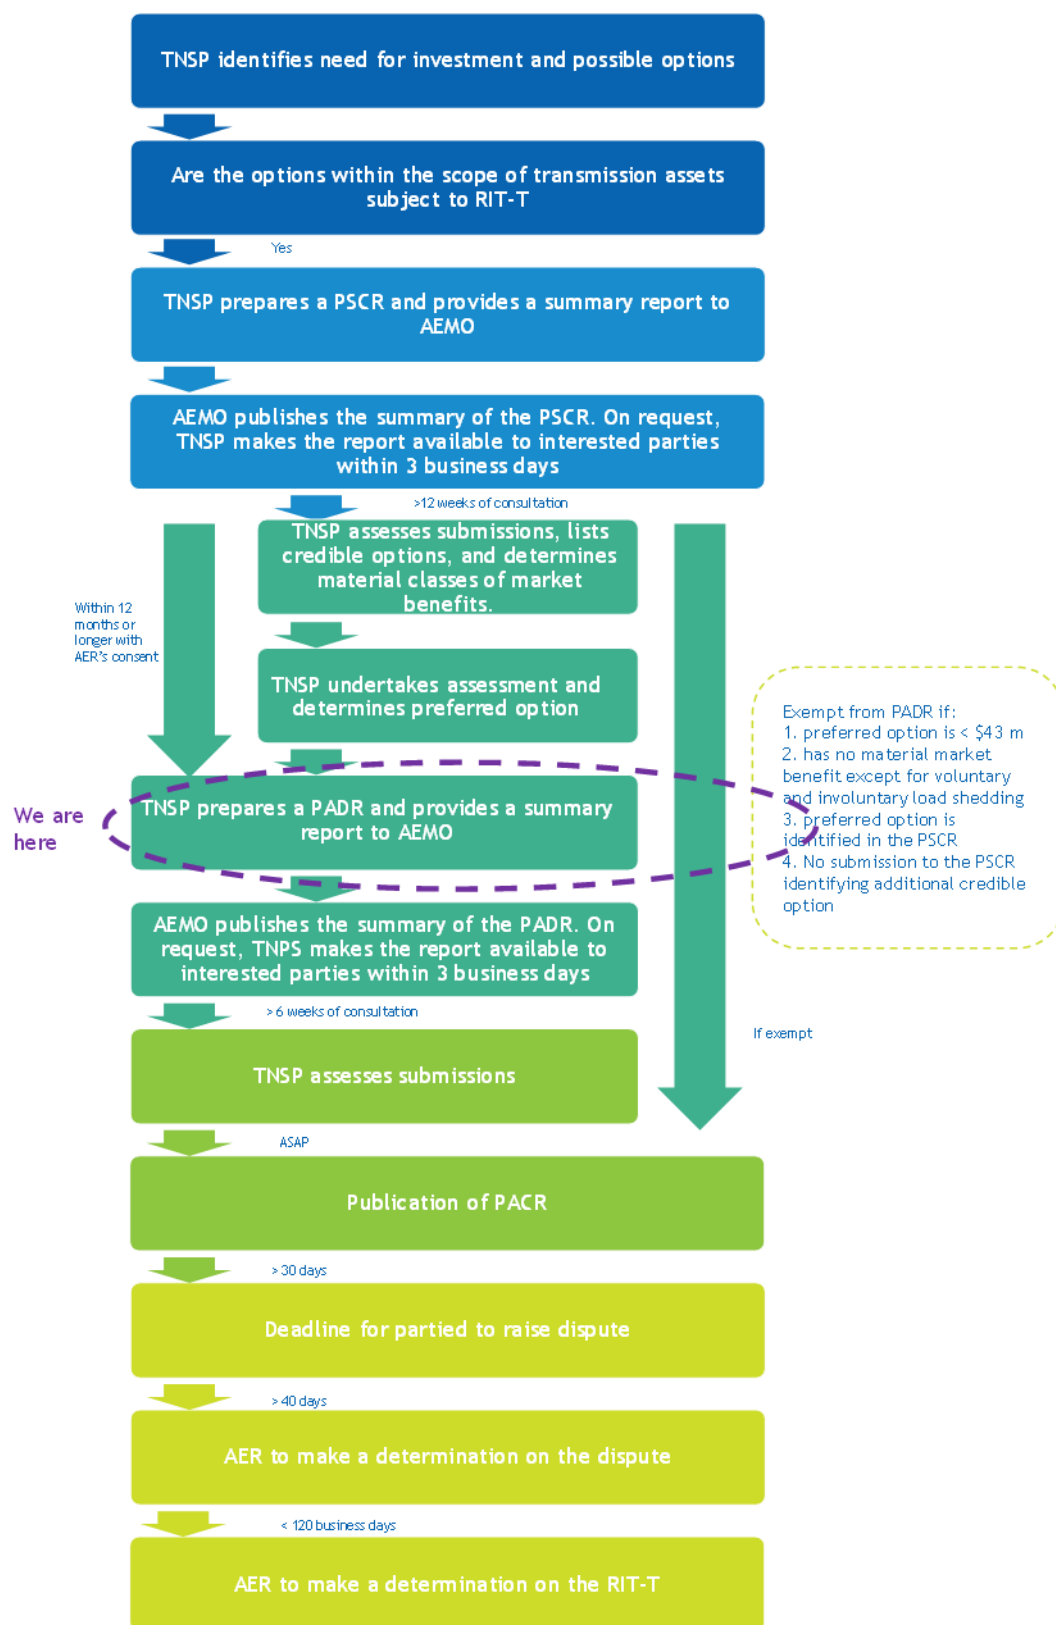 TNSP identifies need for investment and possible options
Are the options within the scope of transmission assets
subject to RIT-T
Yes
TNSP prepares a PSCR and provides a summary report to
AEMO
AEMO publishes the summary of the PSCR. On request,
TNSP makes the report available to interested parties
within 3 business days
>12 weeks of consultation
TNSP assesses submissions, lists
credible options, and determines
material classes of market
benefits.
Within 12
months or
longer with
AER's consent
TNSP undertakes assessment and
determines preferred option
Exempt from PADR if:
1. preferred option is < $43 m
2. has no material market
benefit except for voluntary
and involuntary load shedding
3. preferred option is
identified in the PSCR
4. No submission to the PSCR
identifying additional credible
option
We are
here
TNSP prepares a PADR and provides a summary
report to AEMO
AEMO publishes the summary of the PADR. On
request, TNPS makes the report available to
interested parties within 3 business days
> 6 weeks of consultation
If exempt
TNSP assesses submissions
ASAP
Publication of PACR
> 30 days
Deadline for partied to raise dispute
> 40 days
AER to make a determination on the dispute
< 120 business days
AER to make a determination on the RIT-T